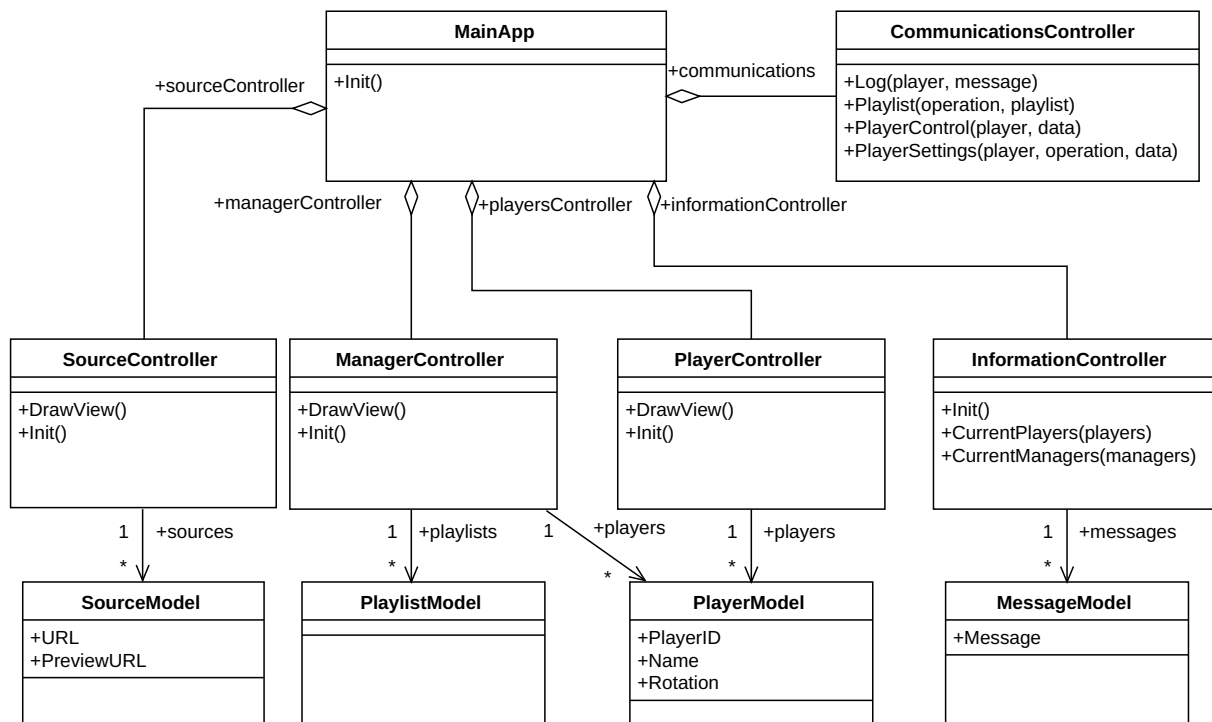 MainApp
+Init()
CommunicationsController
+Log(player, message)
+Playlist(operation, playlist)
+PlayerControl(player, data)
+PlayerSettings(player, operation, data)
+sourceController
+communications
+managerController
+playersController
+informationController
SourceController
+DrawView()
+Init()
ManagerController
+DrawView()
+Init()
PlayerController
+DrawView()
+Init()
InformationController
+Init()
+CurrentPlayers(players)
+CurrentManagers(managers)
1
+sources
*
1
+playlists
*
1
+players
*
1
+players
*
1
+messages
*
SourceModel
+URL
+PreviewURL
PlaylistModel
PlayerModel
+PlayerID
+Name
+Rotation
MessageModel
+Message